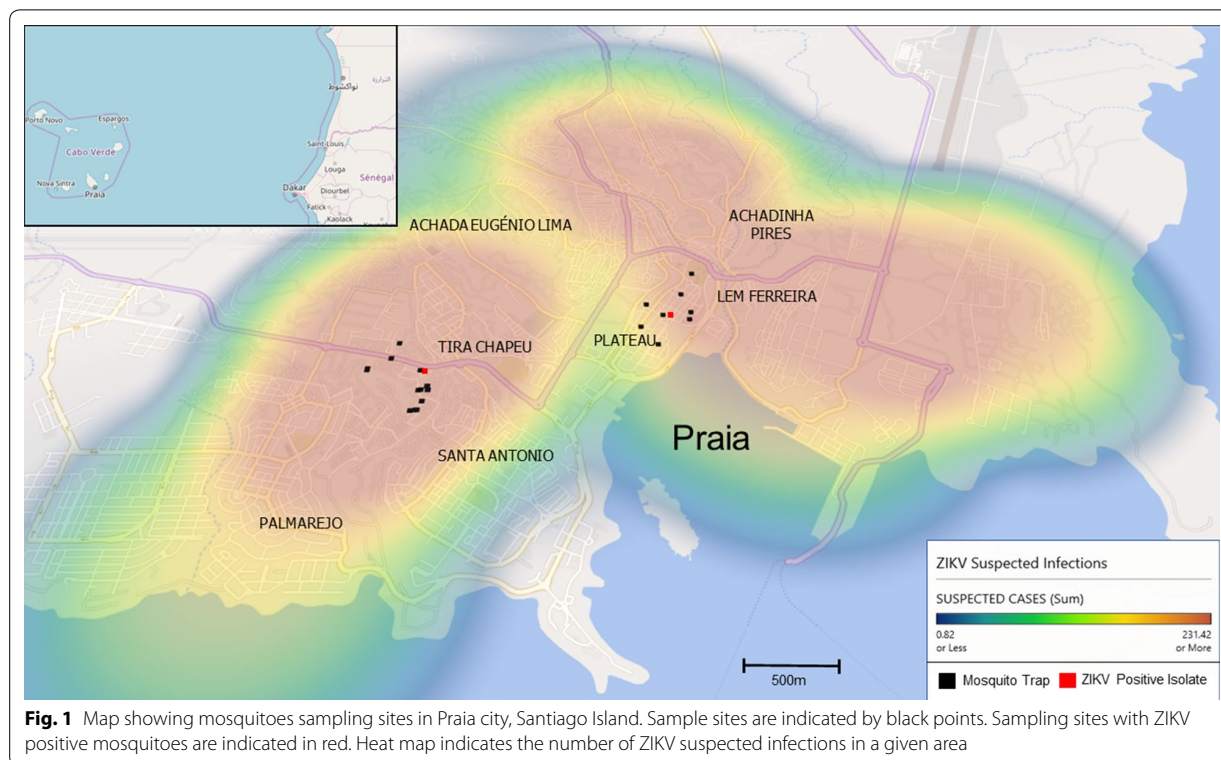 نواكشوط
Porto Novo
Espargos
Cabo Verde
Saint-Louis
Louga
Sénégal
Nova Sintra
Praia
Dakar
Diourbel
Fatick
Kaolack
ACHADA EUGÉNIO LIMA
ACHADINHA
PIRES
LEM FERREIRA
PLATEAU
TIRA CHAPEU
Praia
SANTA ANTONIO
PALMAREJO
ZIKV Suspected Infections
SUSPECTED CASES (Sum)
0.82
or Less
231.42
or More
500m
Mosquito Trap
ZIKV Positive Isolate
Fig. 1 Map showing mosquitoes sampling sites in Praia city, Santiago Island. Sample sites are indicated by black points. Sampling sites with ZIKV
positive mosquitoes are indicated in red. Heat map indicates the number of ZIKV suspected infections in a given area